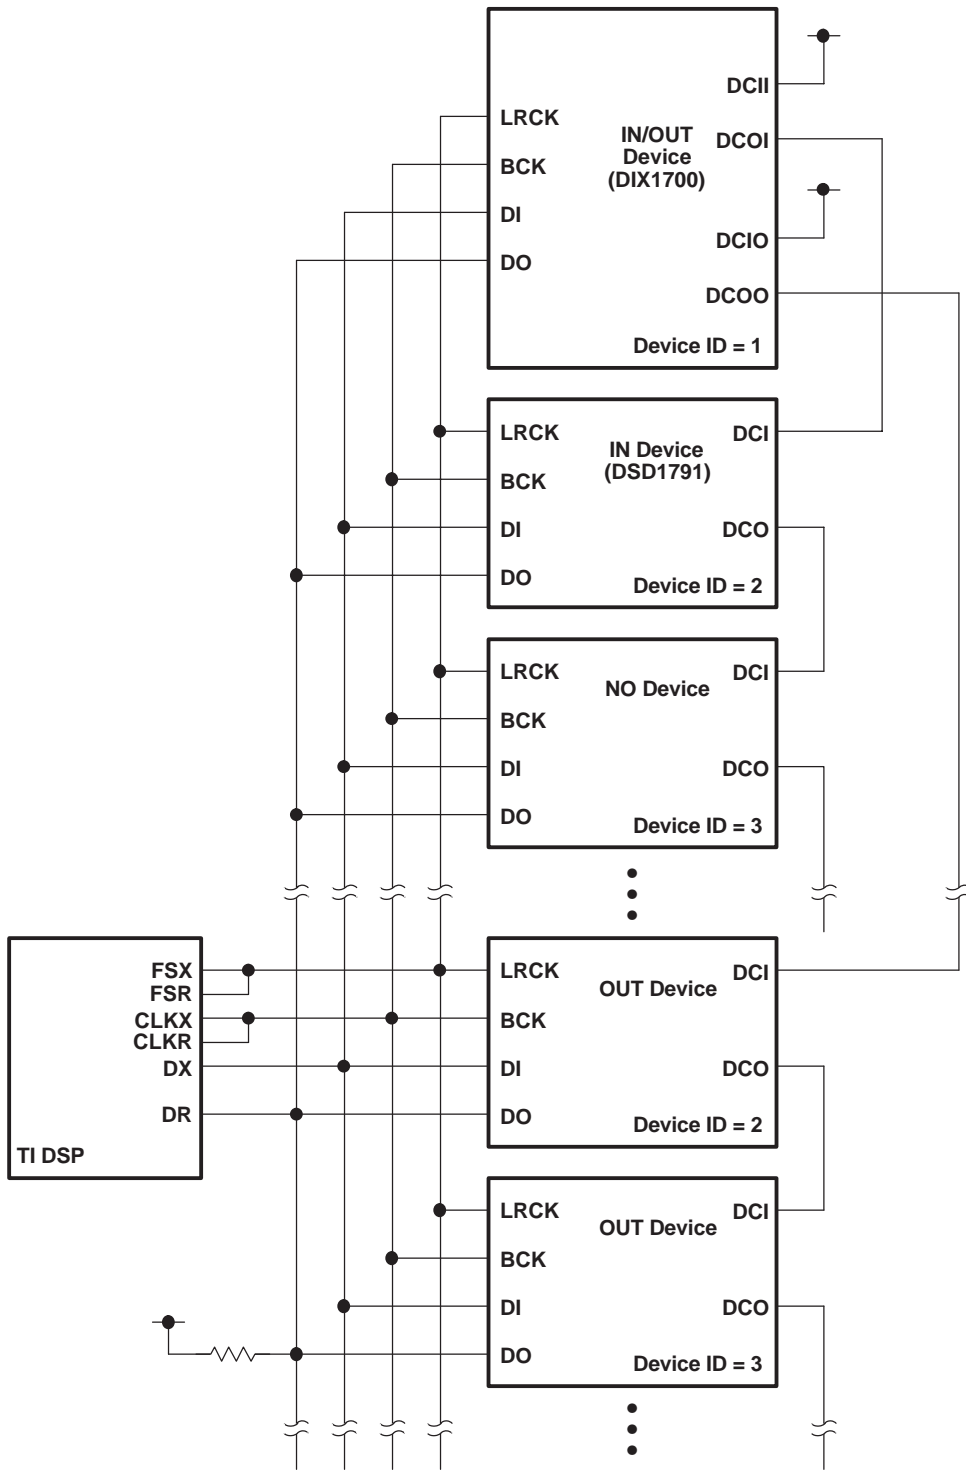 DCII
LRCK
IN/OUT
Device
(DIX1700)
DCOI
BCK
DI
DCIO
DO
DCOO
Device ID = 1
LRCK
DCI
IN Device
(DSD1791)
BCK
DI
DCO
DO
Device ID = 2
LRCK
DCI
NO Device
BCK
DI
DCO
DO
Device ID = 3
FSX
FSR
CLKX
CLKR
DX
DR
TI DSP
LRCK
DCI
OUT Device
BCK
DI
DCO
DO
Device ID = 2
LRCK
DCI
OUT Device
BCK
DI
DCO
DO
Device ID = 3